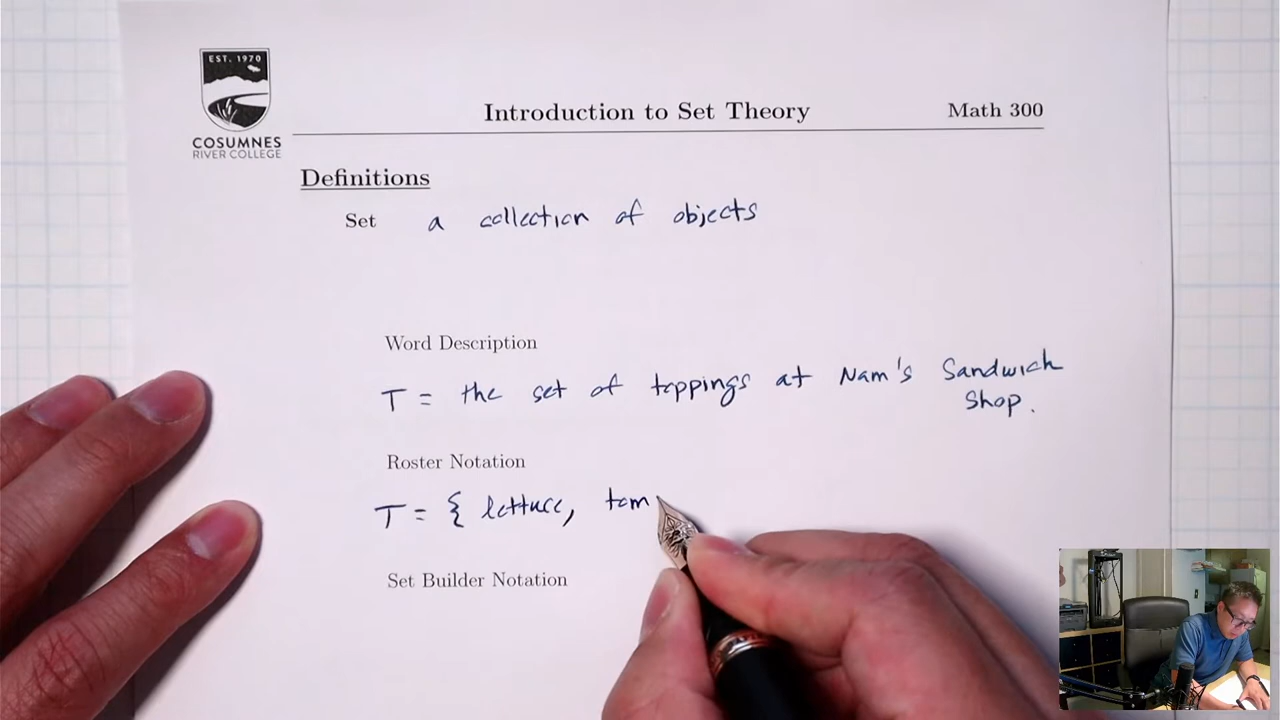 EST. 1970
COSUMNES
RIVER COLLEGE
Introduction to Set Theory Math 300
Definitions
Set a collection of objects
Word Description
T = the set of toppings at Nam's Sandwich
Shop.
Roster Notation
T = { lettuce, tom
Set Builder Notation